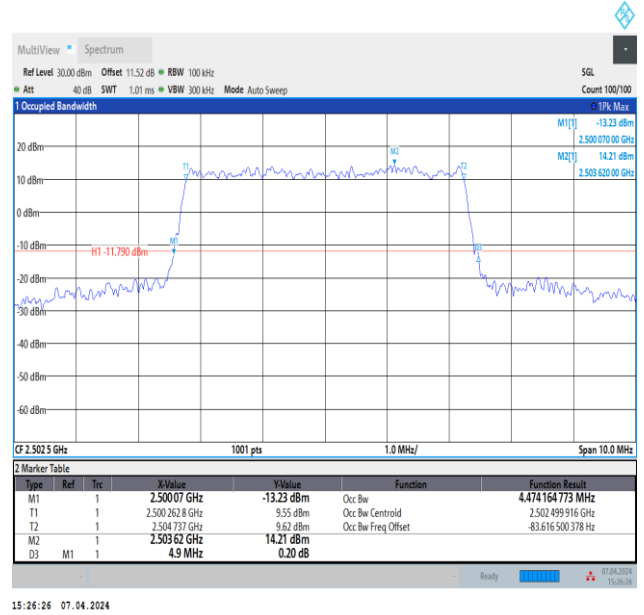 MultiView Spectrum
Ref Level 30.00 dBm Offset 11.52 dB RBW 100 kHz SGL
Att 40 dB SWT 1.01 ms VBW 300 kHz Mode Auto Sweep Count 100/100
1 Occupied Bandwidth 1Pk Max
M1[1] -13.23 dBm
2.500 070 00 GHz
M2[1] 14.21 dBm
2.503 620 00 GHz
20 dBm
M2
T1 T2
10 dBm
0 dBm
-10 dBm
M1
H1 -11.790 dBm
D3
-20 dBm
-30 dBm
-40 dBm
-50 dBm
-60 dBm
CF 2.502 5 GHz 1001 pts 1.0 MHz/ Span 10.0 MHz
2 Marker Table
Type Ref Trc X-Value Y-Value Function Function Result
M1 1 2.500 07 GHz -13.23 dBm Occ Bw 4.474 164 773 MHz
T1 1 2.500 262 8 GHz 9.55 dBm Occ Bw Centroid 2.502 499 916 GHz
T2 1 2.504 737 GHz 9.62 dBm Occ Bw Freq Offset -83.616 500 378 Hz
M2 1 2.503 62 GHz 14.21 dBm
D3 M1 1 4.9 MHz 0.20 dB
Ready 07.04.2024
15:26:26
15:26:26 07.04.2024